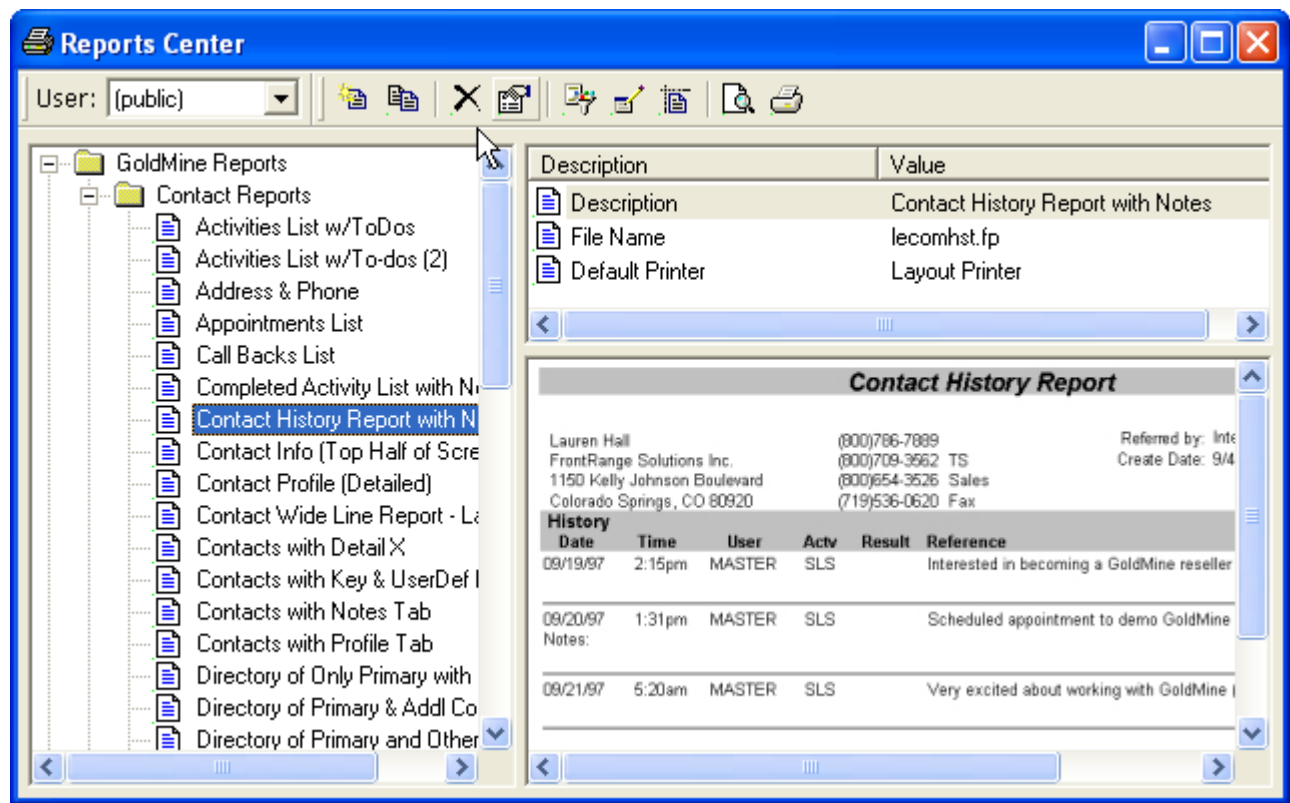 Reports Center
User: (public)
GoldMine Reports
Contact Reports
Activities List w/ToDos
Activities List w/To-dos (2)
Address & Phone
Appointments List
Call Backs List
Completed Activity List with
Contact History Report with N
Contact Info (Top Half of Scre
Contact Profile (Detailed)
Contact Wide Line Report - La
Contacts with Detail X
Contacts with Key & UserDef
Contacts with Notes Tab
Contacts with Profile Tab
Directory of Only Primary with
Directory of Primary & Addl Co
Directory of Primary and Other
Description Value
Description Contact History Report with Notes
File Name lecomhst.fp
Default Printer Layout Printer
Contact History Report
Lauren Hall (800)786-7889 Referred by: Inte
FrontRange Solutions Inc. (800)709-3562 TS Create Date: 9/4
1150 Kelly Johnson Boulevard (800)654-3526 Sales
Colorado Springs, CO 80920 (719)536-0620 Fax
History
Date Time User Actv Result Reference
09/19/97 2:15pm MASTER SLS Interested in becoming a GoldMine reseller
09/20/97 1:31pm MASTER SLS Scheduled appointment to demo GoldMine
Notes:
09/21/97 5:20am MASTER SLS Very excited about working with GoldMine